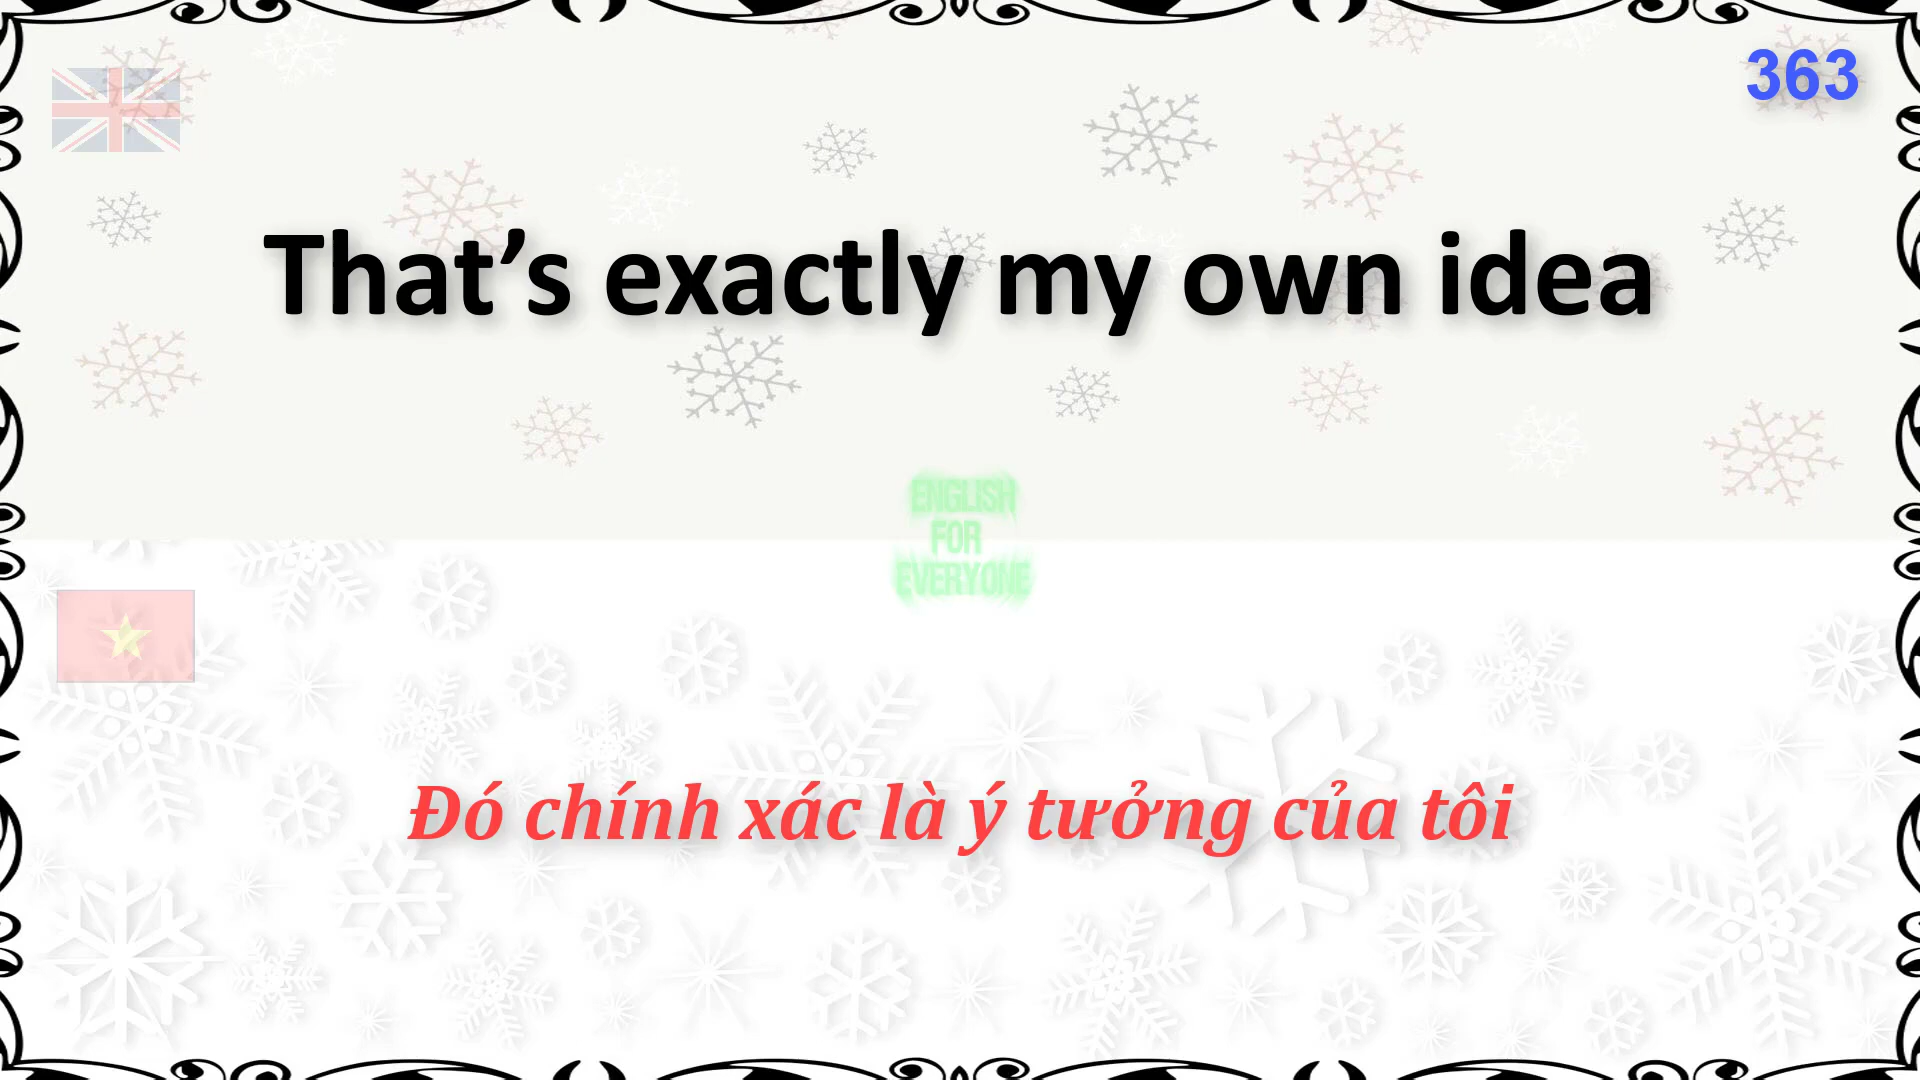 363
That’s exactly my own idea
ENGLISH
FOR
EVERYONE
Đó chính xác là ý tưởng của tôi